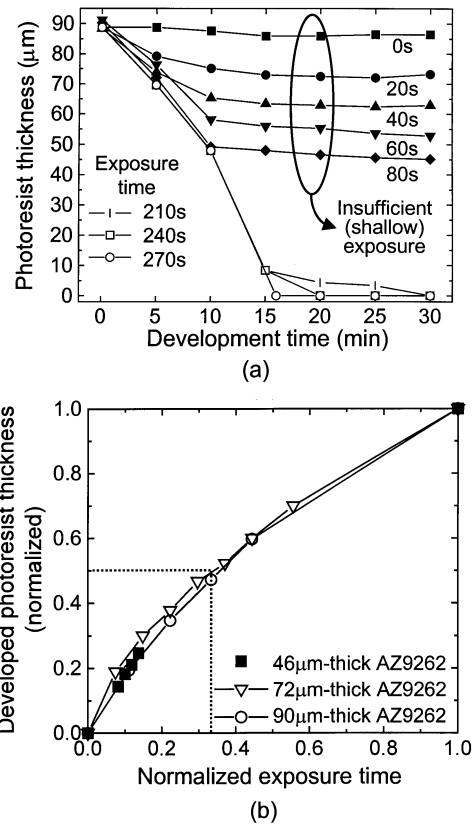 Photoresist thickness (μm)
90
80
70
60
50
40
30
20
10
0
0s
20s
40s
60s
80s
Exposure
time
210s
240s
270s
Insufficient
(shallow)
exposure
0 5 10 15 20 25 30
Development time (min)
(a)
Developed photoresist thickness
(normalized)
1.0
0.8
0.6
0.4
0.2
0.0
46μm-thick AZ9262
72μm-thick AZ9262
90μm-thick AZ9262
0.0 0.2 0.4 0.6 0.8 1.0
Normalized exposure time
(b)